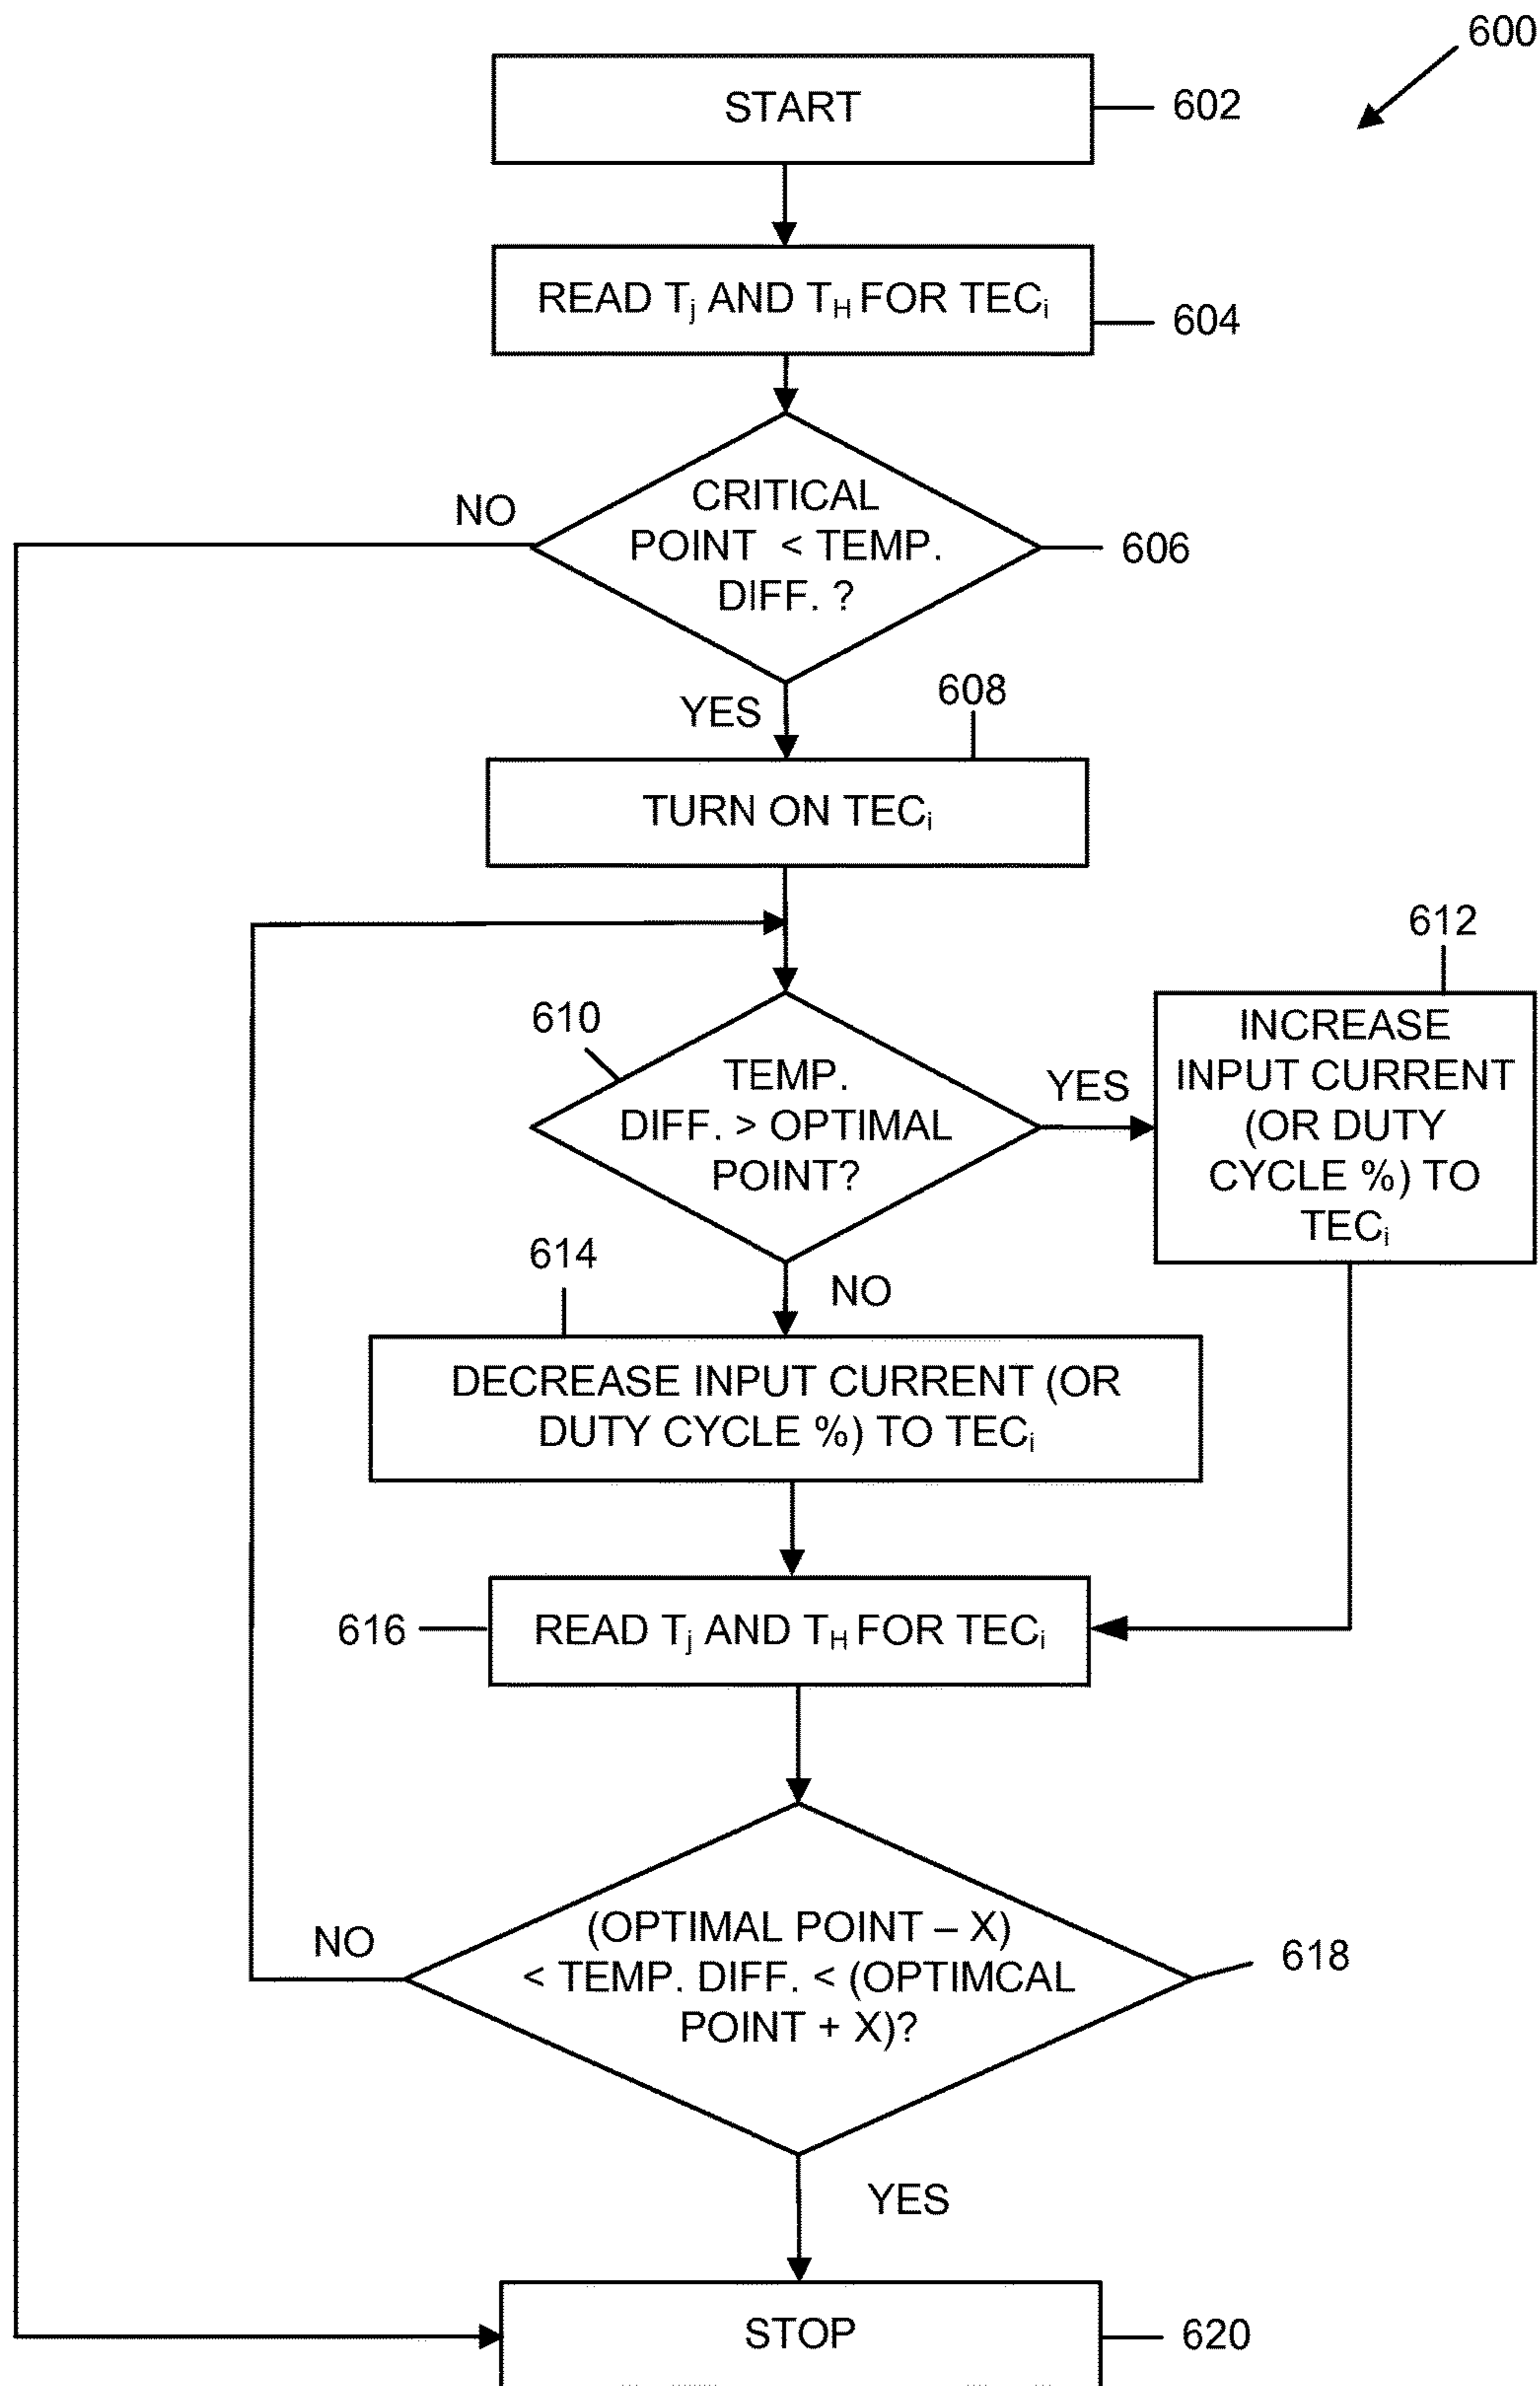 600
START
602
READ Tj AND TH FOR TECi
604
CRITICAL
POINT < TEMP.
DIFF. ?
NO
606
YES
608
TURN ON TECi
610
TEMP.
DIFF. > OPTIMAL
POINT?
YES
612
INCREASE
INPUT CURRENT
(OR DUTY
CYCLE %) TO
TECi
NO
614
DECREASE INPUT CURRENT (OR
DUTY CYCLE %) TO TECi
616
READ Tj AND TH FOR TECi
NO
(OPTIMAL POINT – X)
< TEMP. DIFF. < (OPTIMCAL
POINT + X)?
618
YES
STOP
620